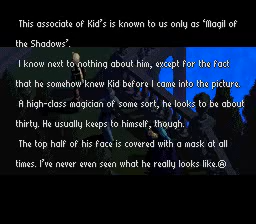 This associate of Kid's is known to us only as 'Magil of
the Shadows'.
I know next to nothing about him, except for the fact
that he somehow knew Kid before I came into the picture.
A high-class magician of some sort, he looks to be about
thirty. He usually keeps to himself, though.
The top half of his face is covered with a mask at all
times. I've never even seen what he really looks like.